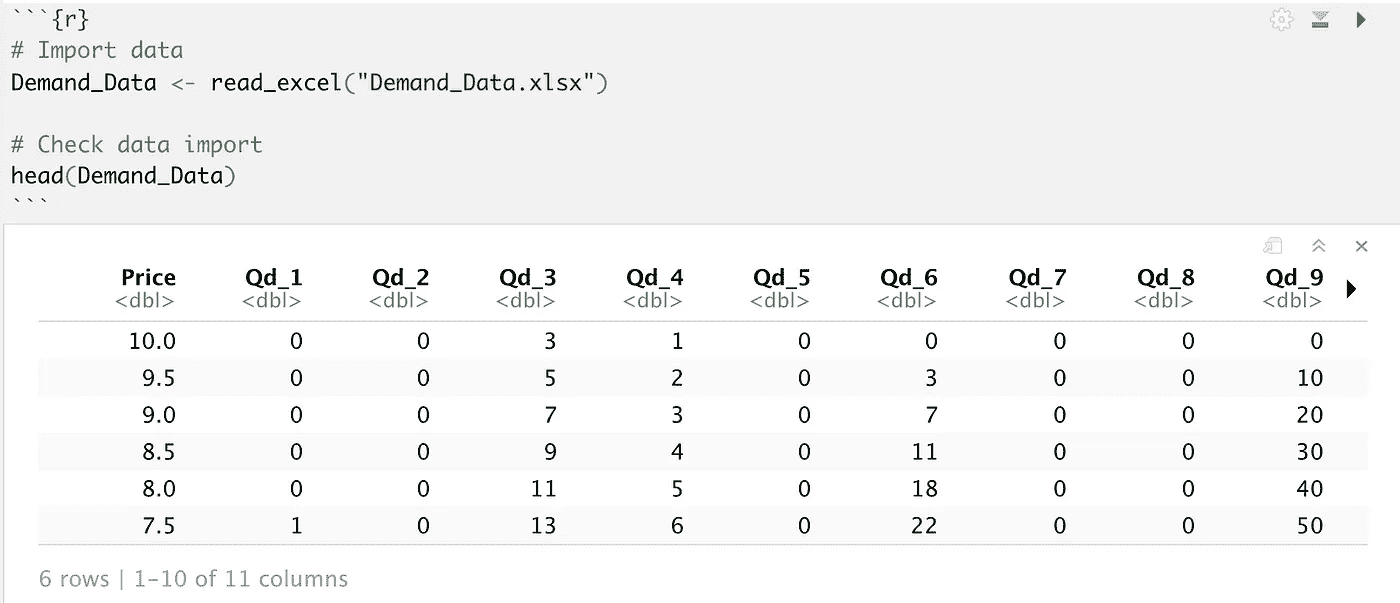 ```{r}
# Import data
Demand_Data <- read_excel("Demand_Data.xlsx")

# Check data import
head(Demand_Data)
```
Price Qd_1 Qd_2 Qd_3 Qd_4 Qd_5 Qd_6 Qd_7 Qd_8 Qd_9
<dbl> <dbl> <dbl> <dbl> <dbl> <dbl> <dbl> <dbl> <dbl> <dbl>
10.0 0 0 3 1 0 0 0 0 0
9.5 0 0 5 2 0 3 0 0 10
9.0 0 0 7 3 0 7 0 0 20
8.5 0 0 9 4 0 11 0 0 30
8.0 0 0 11 5 0 18 0 0 40
7.5 1 0 13 6 0 22 0 0 50
6 rows | 1-10 of 11 columns